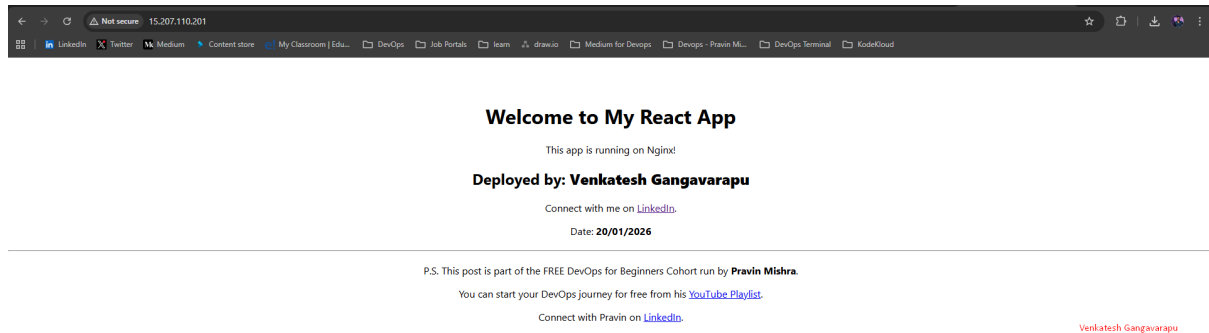 Not secure 15.207.110.201
LinkedIn Twitter Medium Content store My Classroom | Edu... DevOps Job Portals learn draw.io Medium for Devops Devops - Pravin Mi... DevOps Terminal KodeKloud
Welcome to My React App
This app is running on Nginx!
Deployed by: Venkatesh Gangavarapu
Connect with me on LinkedIn.
Date: 20/01/2026
P.S. This post is part of the FREE DevOps for Beginners Cohort run by Pravin Mishra.
You can start your DevOps journey for free from his YouTube Playlist.
Connect with Pravin on LinkedIn.
Venkatesh Gangavarapu